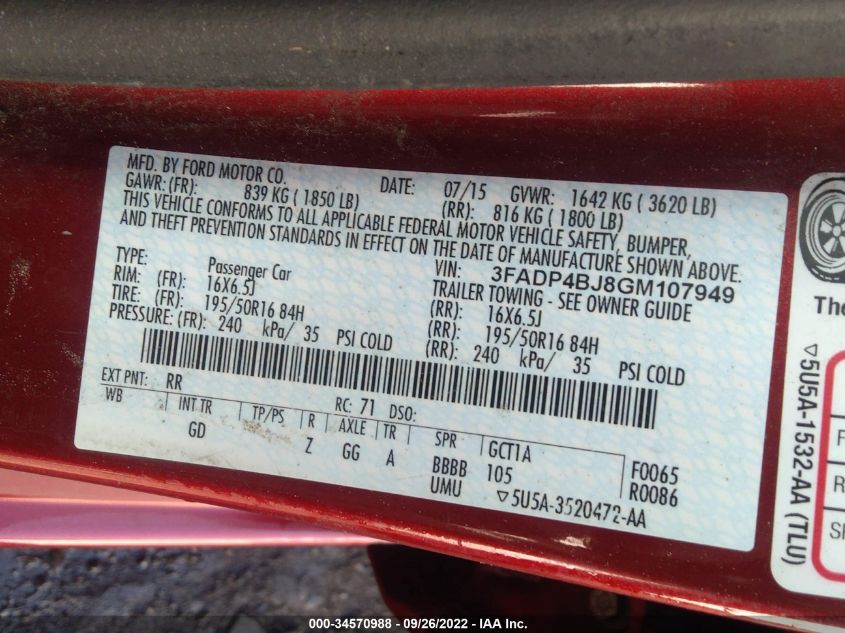 MFD. BY FORD MOTOR CO.
DATE: 07/15 GVWR: 1642 KG ( 3620 LB)
GAWR: (FR): 839 KG ( 1850 LB) (RR): 816 KG ( 1800 LB)
THIS VEHICLE CONFORMS TO ALL APPLICABLE FEDERAL MOTOR VEHICLE SAFETY, BUMPER,
AND THEFT PREVENTION STANDARDS IN EFFECT ON THE DATE OF MANUFACTURE SHOWN ABOVE.
VIN: 3FADP4BJ8GM107949
TYPE: Passenger Car TRAILER TOWING - SEE OWNER GUIDE
RIM: (FR): 16X6.5J (RR): 16X6.5J
TIRE: (FR): 195/50R16 84H (RR): 195/50R16 84H
PRESSURE: (FR): 240 kPa/ 35 PSI COLD (RR): 240 kPa/ 35 PSI COLD
EXT PNT: RR RC: 71 DSO:
WB INT TR TP/PS R AXLE TR SPR GCT1A F0065
GD Z GG A BBBB 105 R0086
UMU ▽5U5A-3520472-AA
The
▽5U5A-1532-AA (TLU)
F
R
SP
000-34570988 - 09/26/2022 - IAA Inc.